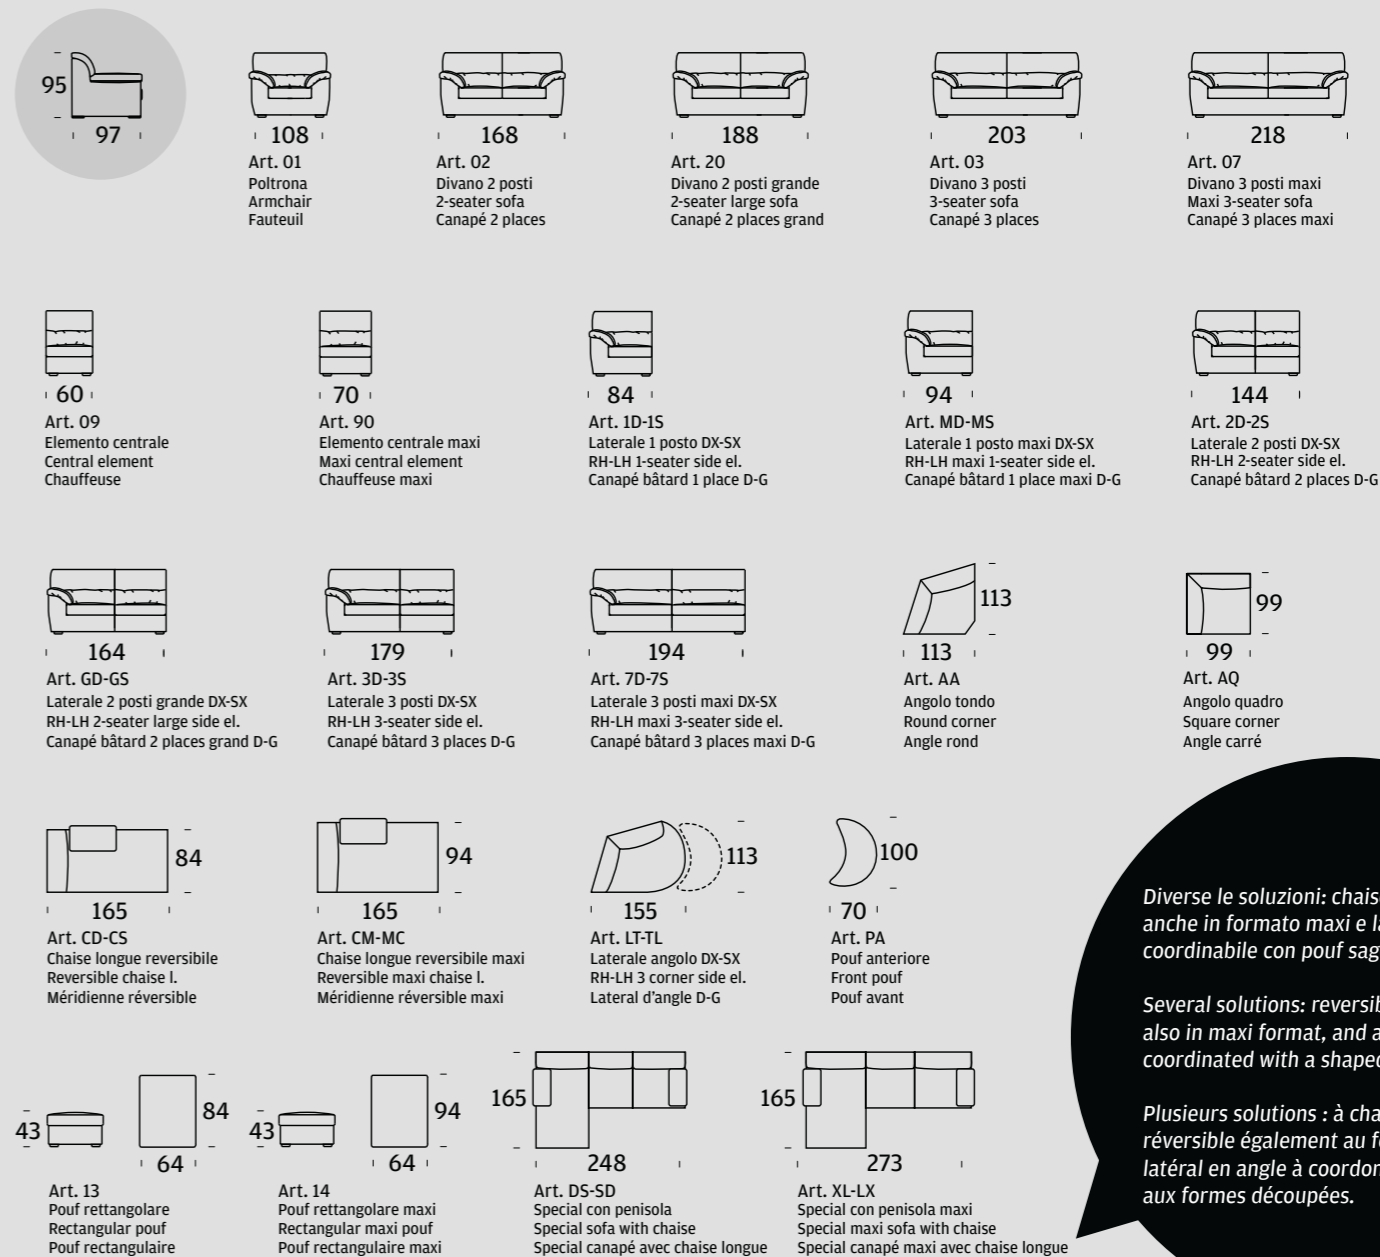 95
97
108
Art. 01
Poltrona
Armchair
Fauteuil
168
Art. 02
Divano 2 posti
2-seater sofa
Canapé 2 places
188
Art. 20
Divano 2 posti grande
2-seater large sofa
Canapé 2 places grand
203
Art. 03
Divano 3 posti
3-seater sofa
Canapé 3 places
218
Art. 07
Divano 3 posti maxi
Maxi 3-seater sofa
Canapé 3 places maxi
60
Art. 09
Elemento centrale
Central element
Chauffeuse
70
Art. 90
Elemento centrale maxi
Maxi central element
Chauffeuse maxi
84
Art. 1D-1S
Laterale 1 posto DX-SX
RH-LH 1-seater side el.
Canapé bâtard 1 place D-G
94
Art. MD-MS
Laterale 1 posto maxi DX-SX
RH-LH maxi 1-seater side el.
Canapé bâtard 1 place maxi D-G
144
Art. 2D-2S
Laterale 2 posti DX-SX
RH-LH 2-seater side el.
Canapé bâtard 2 places D-G
164
Art. GD-GS
Laterale 2 posti grande DX-SX
RH-LH 2-seater large side el.
Canapé bâtard 2 places grand D-G
179
Art. 3D-3S
Laterale 3 posti DX-SX
RH-LH 3-seater side el.
Canapé bâtard 3 places D-G
194
Art. 7D-7S
Laterale 3 posti maxi DX-SX
RH-LH maxi 3-seater side el.
Canapé bâtard 3 places maxi D-G
113
113
Art. AA
Angolo tondo
Round corner
Angle rond
99
99
Art. AQ
Angolo quadro
Square corner
Angle carré
84
165
Art. CD-CS
Chaise longue reversibile
Reversible chaise l.
Méridienne réversible
94
165
Art. CM-MC
Chaise longue reversibile maxi
Reversible maxi chaise l.
Méridienne réversible maxi
113
155
Art. LT-TL
Laterale angolo DX-SX
RH-LH 3 corner side el.
Lateral d'angle D-G
100
70
Art. PA
Pouf anteriore
Front pouf
Pouf avant
43
84
64
Art. 13
Pouf rettangolare
Rectangular pouf
Pouf rectangulaire
43
94
64
Art. 14
Pouf rettangolare maxi
Rectangular maxi pouf
Pouf rectangulaire maxi
165
248
Art. DS-SD
Special con penisola
Special sofa with chaise
Special canapé avec chaise longue
165
273
Art. XL-LX
Special con penisola maxi
Special maxi sofa with chaise
Special canapé maxi avec chaise longue
Diverse le soluzioni:
anche in formato maxi e
coordinabile con pouf
Several solutions:
also in maxi format, and
coordinated with a shaped
Plusieurs solutions : à
réversible également au
latéral en angle à
aux formes découpées.